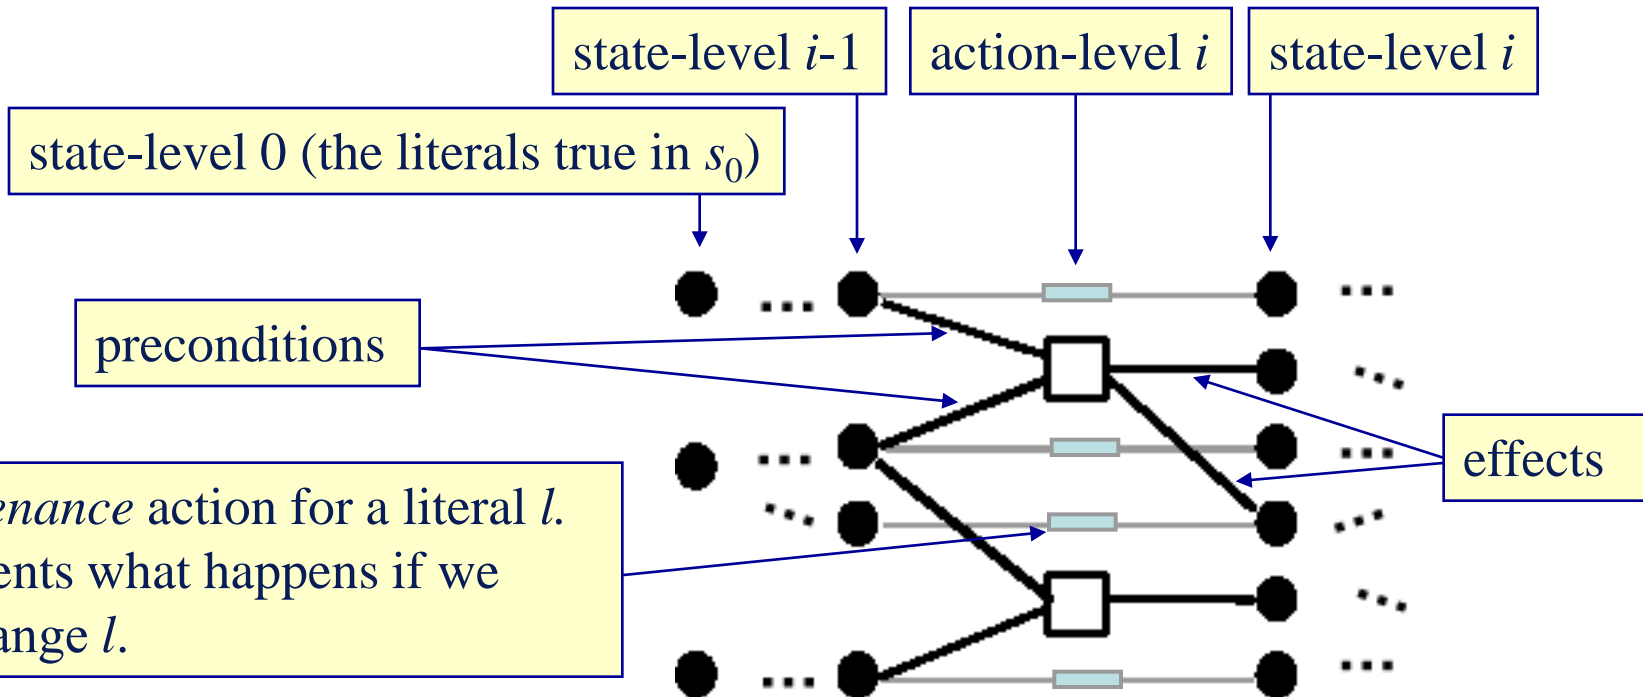 state-level i-1
action-level i
state-level i
state-level 0 (the literals true in s0)
preconditions
effects
enance action for a literal l.
ents what happens if we
ange l.